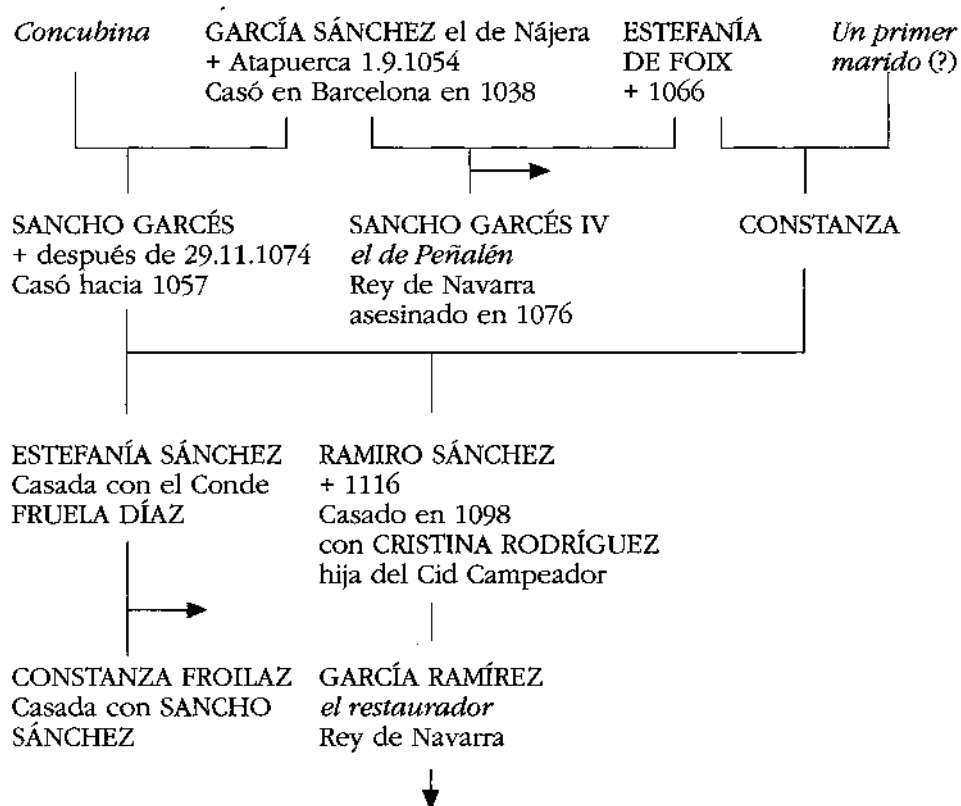 Concubina
GARCÍA SÁNCHEZ el de Nájera
+ Atapuerca 1.9.1054
Casó en Barcelona en 1038
ESTEFANÍA
DE FOIX
+ 1066
Un primer
marido (?)
SANCHO GARCÉS
+ después de 29.11.1074
Casó hacia 1057
SANCHO GARCÉS IV
el de Peñalén
Rey de Navarra
asesinado en 1076
CONSTANZA
ESTEFANÍA SÁNCHEZ
Casada con el Conde
FRUELA DÍAZ
RAMIRO SÁNCHEZ
+ 1116
Casado en 1098
con CRISTINA RODRÍGUEZ
hija del Cid Campeador
CONSTANZA FROILAZ
Casada con SANCHO
SÁNCHEZ
GARCÍA RAMÍREZ
el restaurador
Rey de Navarra